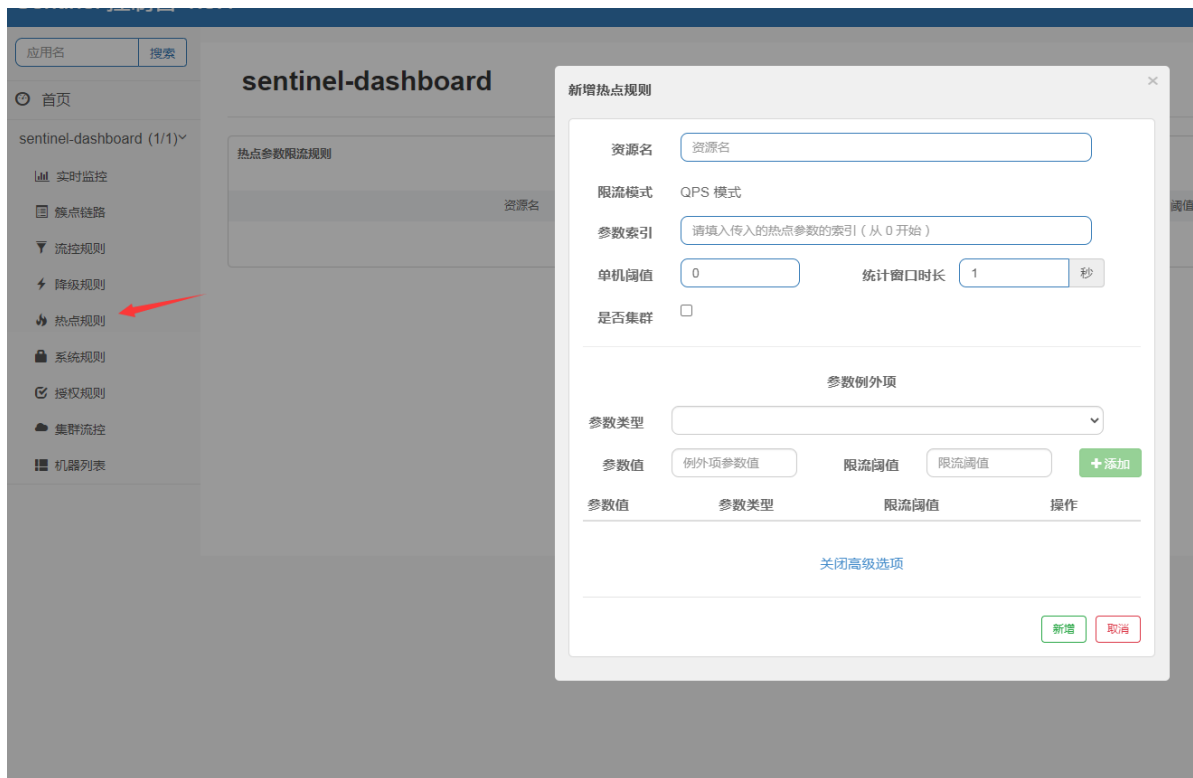 应用名 搜索
首页
sentinel-dashboard (1/1)
实时监控
簇点链路
流控规则
降级规则
热点规则
系统规则
授权规则
集群流控
机器列表
sentinel-dashboard
热点参数限流规则
资源名
阈值
新增热点规则 ×
资源名 资源名
限流模式 QPS 模式
参数索引 请填入传入的热点参数的索引（从 0 开始）
单机阈值 0 统计窗口时长 1 秒
是否集群
参数例外项
参数类型
参数值 例外项参数值 限流阈值 限流阈值 +添加
参数值 参数类型 限流阈值 操作
关闭高级选项
新增 取消